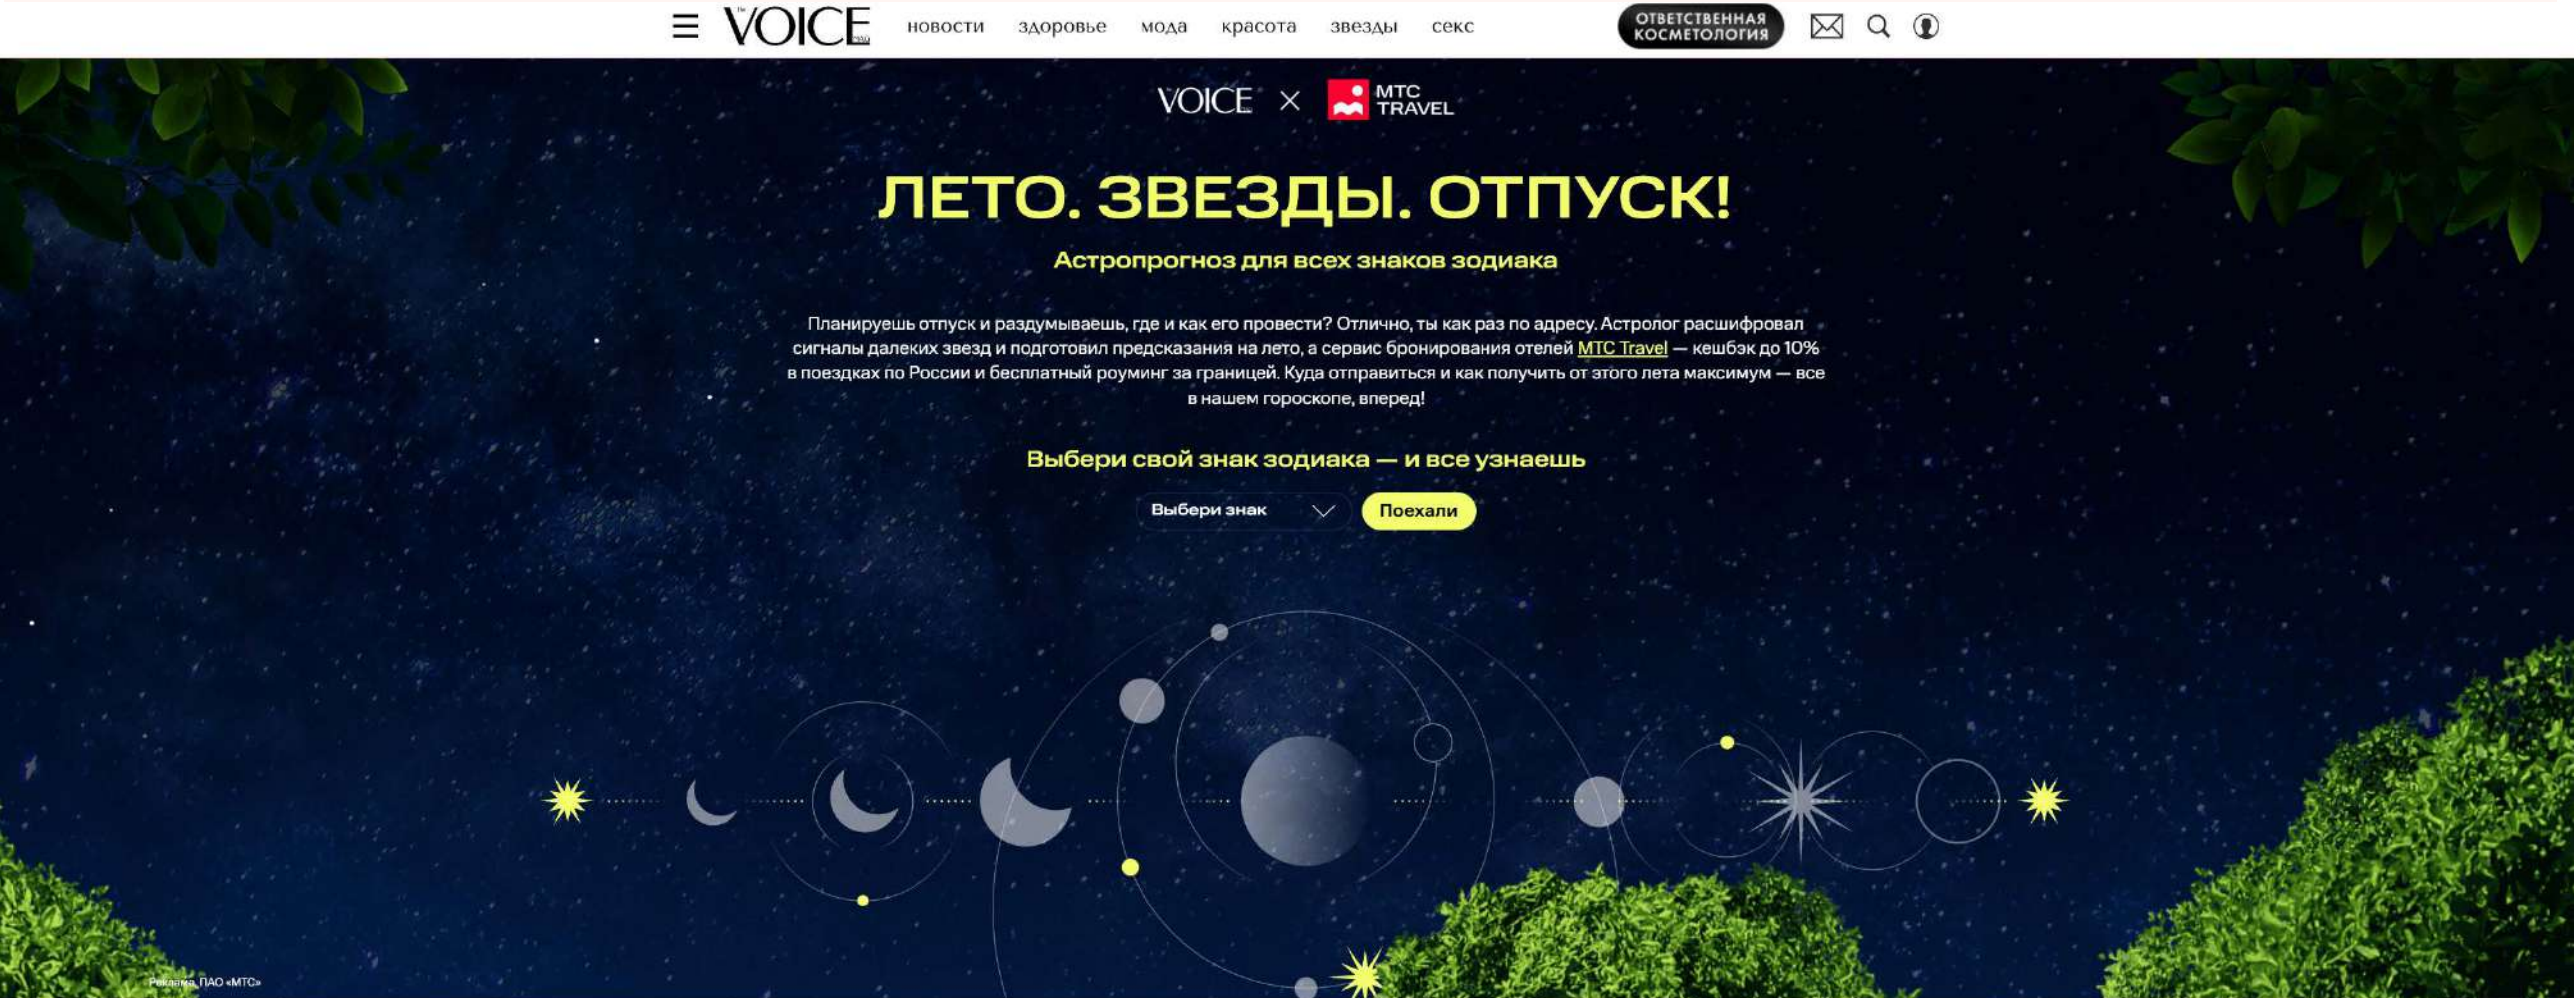 VOICE
новости здоровье мода красота звезды секс
ОТВЕТСТВЕННАЯ
КОСМЕТОЛОГИЯ
VOICE
МТС
TRAVEL
ЛЕТО. ЗВЕЗДЫ. ОТПУСК!
Астропрогноз для всех знаков зодиака
Планируешь отпуск и раздумываешь, где и как его провести? Отлично, ты как раз по адресу. Астролог расшифровал
сигналы далеких звезд и подготовил предсказания на лето, а сервис бронирования отелей МТС Travel — кешбэк до 10%
в поездках по России и бесплатный роуминг за границей. Куда отправиться и как получить от этого лета максимум — все
в нашем гороскопе, вперед!
Выбери свой знак зодиака — и все узнаешь
Выбери знак
Поехали
Реклама, ПАО «МТС»